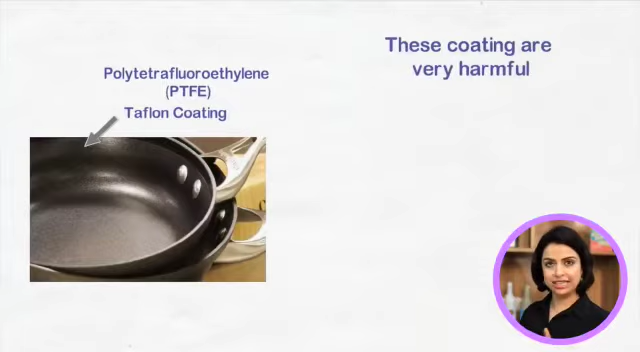 These coating are
very harmful
Polytetrafluoroethylene
(PTFE)
Taflon Coating